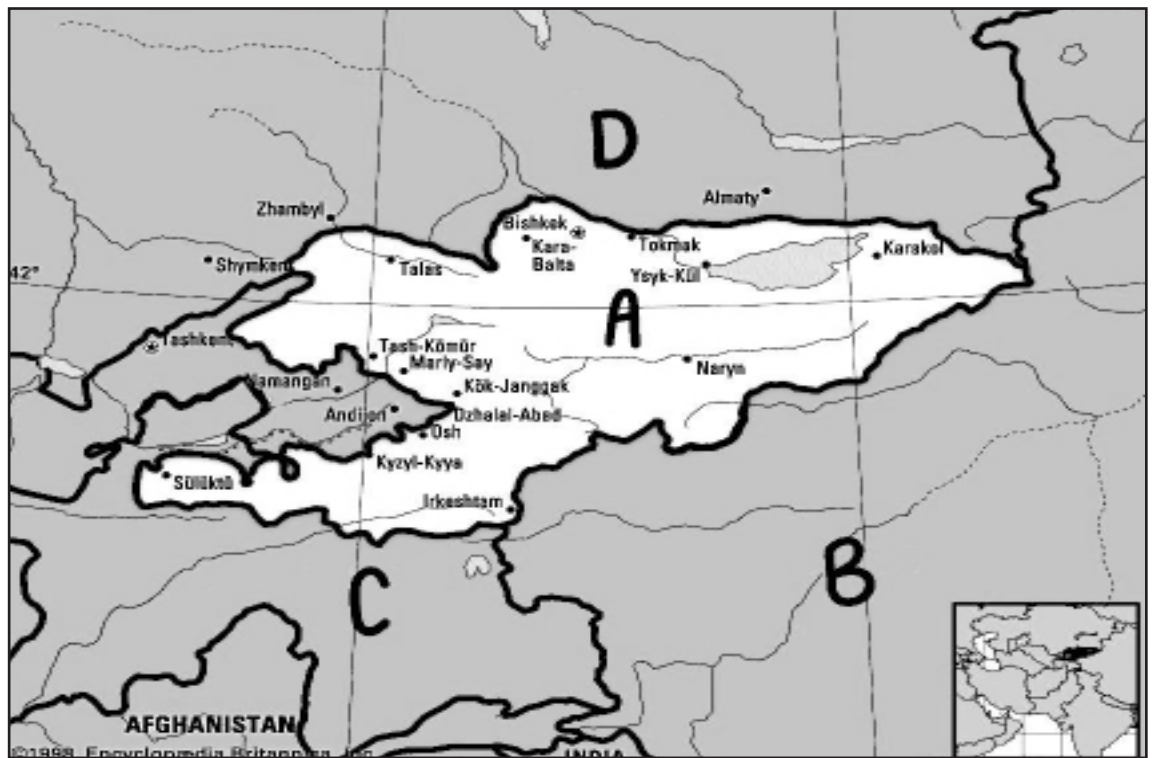 D
Almaty
Zhambyl
Bishkek
Kara-
Balta
Tokmak
Karakol
Shymkent
Talas
Ysyk-Kül
42°
A
Tashkent
Tash-Kömür
Marly-Say
Naryn
Namangan
Kök-Janggak
Andijon
Dzhalal-Abad
Osh
Kyzyl-Kyya
Sülüktü
Irkeshtam
B
C
AFGHANISTAN
©1998, Encyclopædia Britannica, Inc.
INDIA